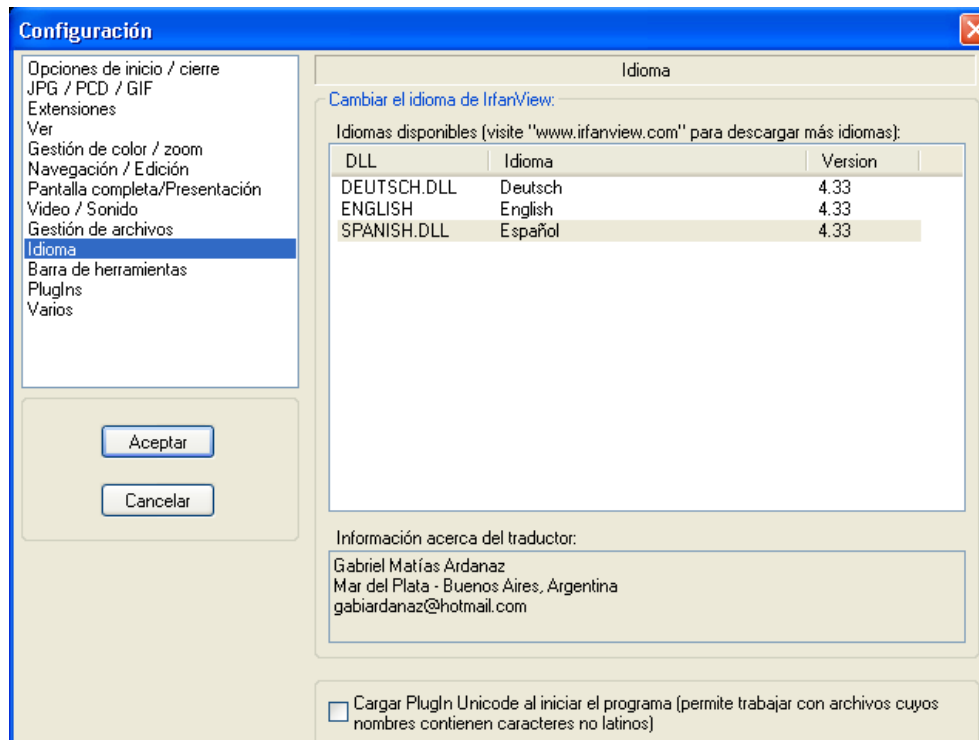 Configuración
Opciones de inicio / cierre
JPG / PCD / GIF
Extensiones
Ver
Gestión de color / zoom
Navegación / Edición
Pantalla completa/Presentación
Video / Sonido
Gestión de archivos
Idioma
Barra de herramientas
PlugIns
Varios
Aceptar
Cancelar
Idioma
Cambiar el idioma de IrfanView:
Idiomas disponibles (visite "www.irfanview.com" para descargar más idiomas):
DLL Idioma Version
DEUTSCH.DLL Deutsch 4.33
ENGLISH English 4.33
SPANISH.DLL Español 4.33
Información acerca del traductor:
Gabriel Matías Ardanaz
Mar del Plata - Buenos Aires, Argentina
gabiardanaz@hotmail.com
Cargar PlugIn Unicode al iniciar el programa (permite trabajar con archivos cuyos
nombres contienen caracteres no latinos)